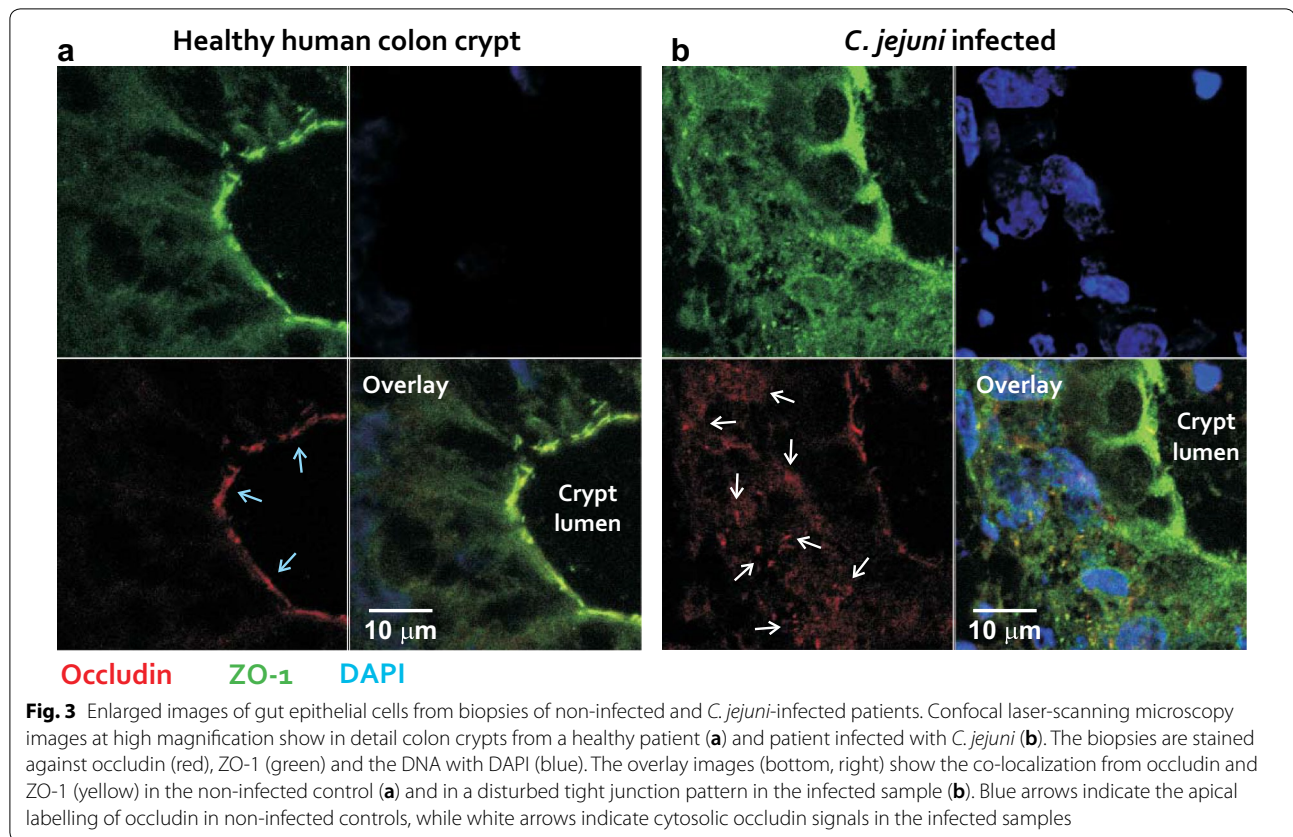 a Healthy human colon crypt
b C. jejuni infected
Overlay
Crypt
lumen
10 μm
Overlay
Crypt
lumen
10 μm
Occludin ZO-1 DAPI
Fig. 3 Enlarged images of gut epithelial cells from biopsies of non-infected and C. jejuni-infected patients. Confocal laser-scanning microscopy
images at high magnification show in detail colon crypts from a healthy patient (a) and patient infected with C. jejuni (b). The biopsies are stained
against occludin (red), ZO-1 (green) and the DNA with DAPI (blue). The overlay images (bottom, right) show the co-localization from occludin and
ZO-1 (yellow) in the non-infected control (a) and in a disturbed tight junction pattern in the infected sample (b). Blue arrows indicate the apical
labelling of occludin in non-infected controls, while white arrows indicate cytosolic occludin signals in the infected samples